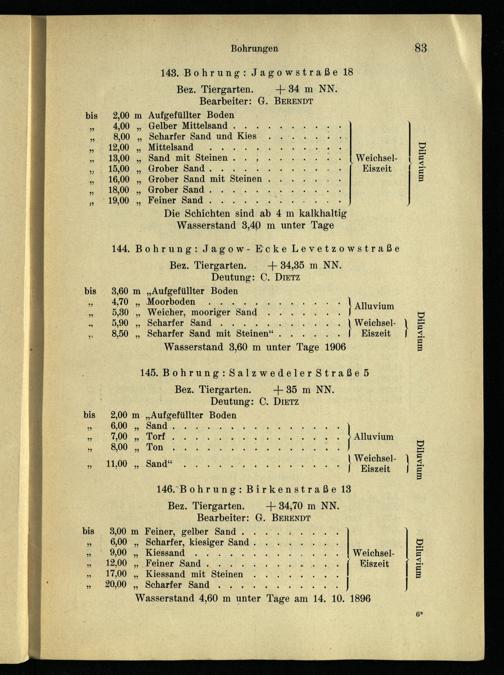 Bohrungen 83
143. Bohrung: Jagowstraße 18
Bez. Tiergarten. + 34 m NN.
Bearbeiter: G. Berendt
bis 2,00 m Aufgefüllter Boden
„ 4,00 „ Gelber Mittelsand . . . . . . . . .
„ 8,00 „ Scharfer Sand und Kies . . . . . . .
„ 12,00 „ Mittelsand . . . . . . . . . . .
„ 13,00 „ Sand mit Steinen . . . . . . . . . Weichsel-
„ 15,00 „ Grober Sand . . . . . . . . . . . Eiszeit Diluvium
„ 16,00 „ Grober Sand mit Steinen . . . . . .
„ 18,00 „ Grober Sand . . . . . . . . . . .
„ 19,00 „ Feiner Sand . . . . . . . . . . .
Die Schichten sind ab 4 m kalkhaltig
Wasserstand 3,40 m unter Tage
144. Bohrung: Jagow- Ecke Levetzowstraße
Bez. Tiergarten. + 34,35 m NN.
Deutung: C. Dietz
bis 3,60 m „Aufgefüllter Boden
„ 4,70 „ Moorboden . . . . . . . . . . . Alluvium
„ 5,30 „ Weicher, mooriger Sand . . . . . . .
„ 5,90 „ Scharfer Sand . . . . . . . . . . Weichsel- Diluvium
„ 8,50 „ Scharfer Sand mit Steinen“ . . . . . Eiszeit
Wasserstand 3,60 m unter Tage 1906
145. Bohrung: Salzwedeler Straße 5
Bez. Tiergarten. + 35 m NN.
Deutung: C. Dietz
bis 2,00 m „Aufgefüllter Boden
„ 6,00 „ Sand . . . . . . . . . . . . . .
„ 7,00 „ Torf . . . . . . . . . . . . . . Alluvium
„ 8,00 „ Ton . . . . . . . . . . . . . .
„ 11,00 „ Sand“ . . . . . . . . . . . . . Weichsel-
Eiszeit Diluvium
146. Bohrung: Birkenstraße 13
Bez. Tiergarten. + 34,70 m NN.
Bearbeiter: G. Berendt
bis 3,00 m Feiner, gelber Sand . . . . . . . .
„ 6,00 „ Scharfer, kiesiger Sand . . . . . . .
„ 9,00 „ Kiessand . . . . . . . . . . . . Weichsel-
„ 12,00 „ Feiner Sand . . . . . . . . . . . Eiszeit Diluvium
„ 17,00 „ Kiessand mit Steinen . . . . . . . .
„ 20,00 „ Scharfer Sand . . . . . . . . . .
Wasserstand 4,60 m unter Tage am 14. 10. 1896
6*